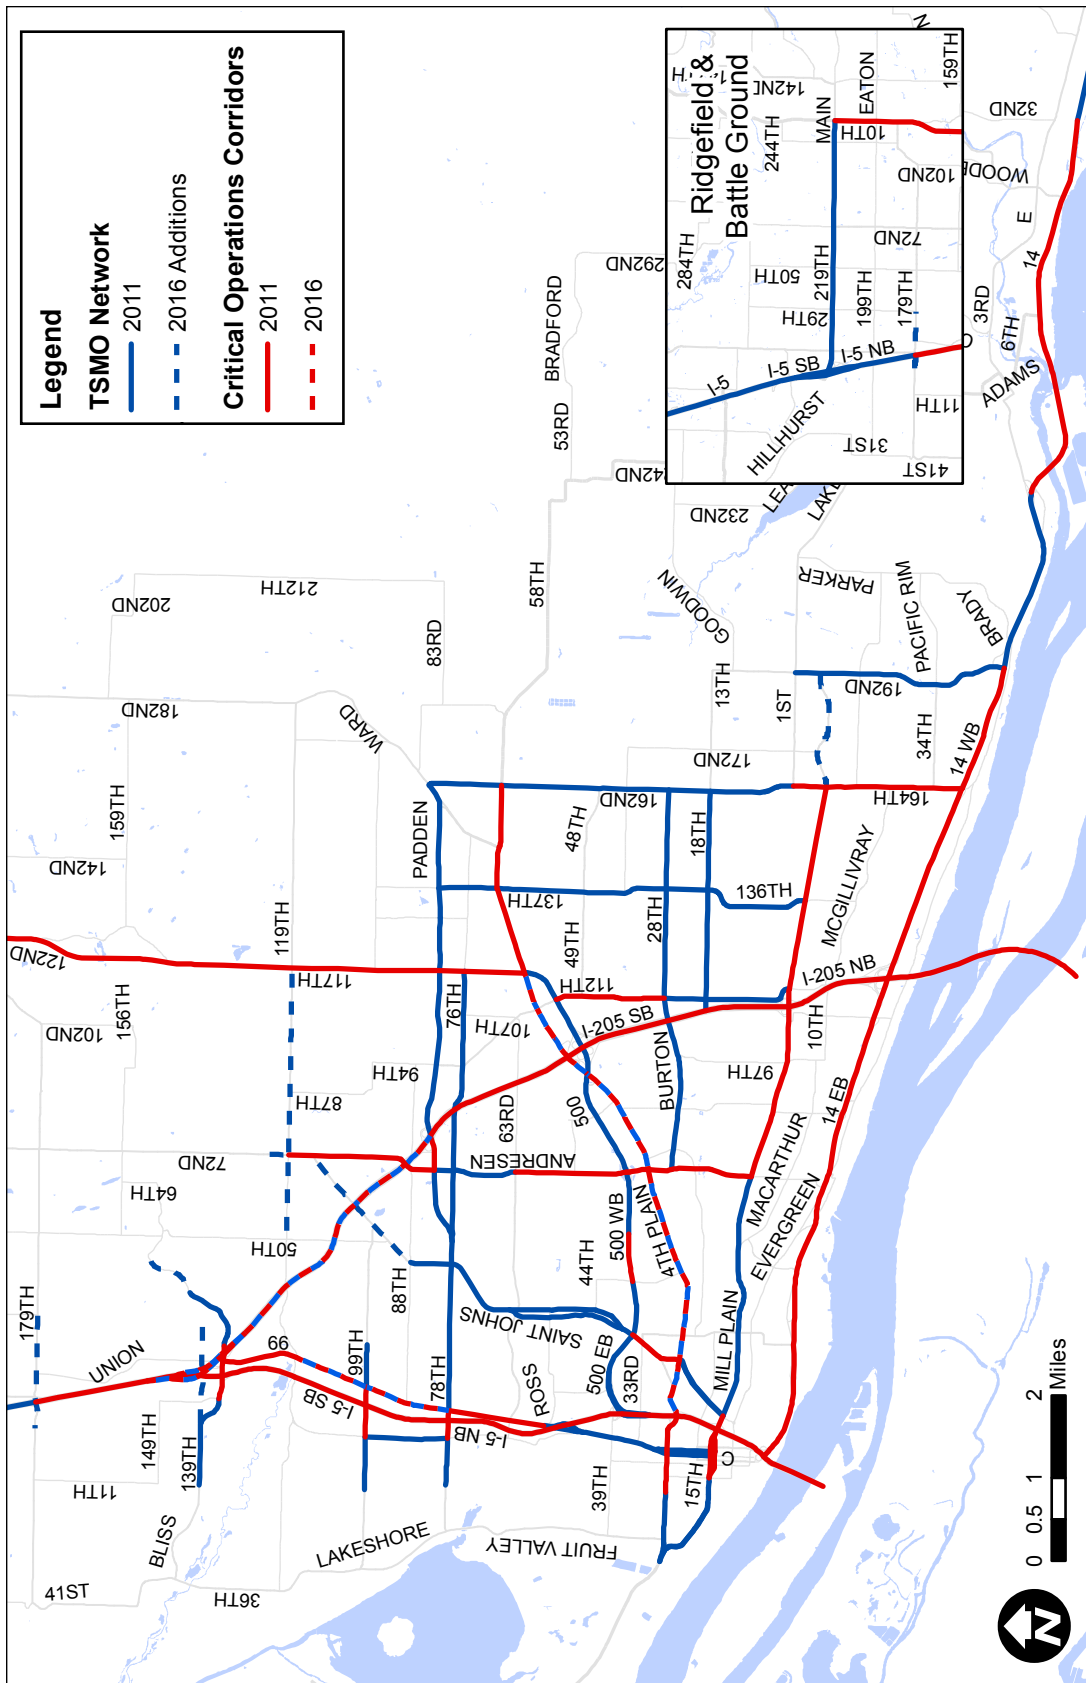 Legend
TSMO Network
2011
2016 Additions
Critical Operations Corridors
2011
2016
Ridgefield &
Battle Ground
142ND
244TH
MAIN
EATON
159TH
10TH
102ND
284TH
50TH
72ND
219TH
199TH
179TH
29TH
I-5
I-5 SB
I-5 NB
HILLHURST
31ST
11TH
41ST
N
32ND
E
14
3RD
6TH
ADAMS
292ND
BRADFORD
53RD
232ND
58TH
GOODWIN
PARKER
PACIFIC RIM
BRADY
202ND
212TH
83RD
182ND
WARD
13TH
1ST
192ND
34TH
14 WB
172ND
159TH
142ND
PADDEN
48TH
162ND
18TH
164TH
137TH
28TH
136TH
MCGILLIVRAY
122ND
119TH
117TH
49TH
112TH
I-205 NB
156TH
102ND
76TH
107TH
I-205 SB
10TH
94TH
87TH
63RD
500
BURTON
97TH
14 EB
72ND
64TH
ANDRESEN
MACARTHUR
EVERGREEN
50TH
88TH
44TH
500 WB
4TH PLAIN
179TH
UNION
99
99TH
78TH
SAINT JOHNS
ROSS
500 EB
33RD
MILL PLAIN
I-5 SB
I-5 NB
149TH
139TH
11TH
39TH
15TH
C
BLISS
LAKESHORE
FRUIT VALLEY
41ST
36TH
0 0.5 1 2
Miles
N